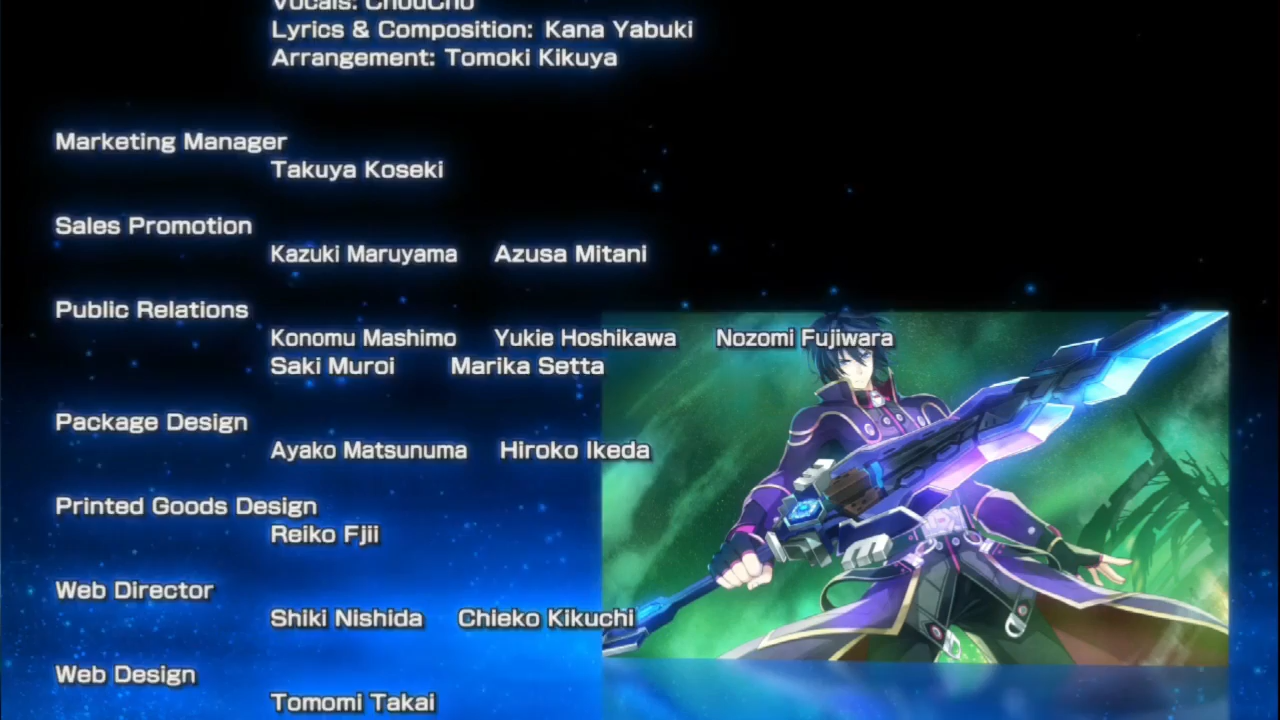 Vocals: ChouCho
Lyrics & Composition: Kana Yabuki
Arrangement: Tomoki Kikuya
Marketing Manager
Takuya Koseki
Sales Promotion
Kazuki Maruyama Azusa Mitani
Public Relations
Konomu Mashimo Yukie Hoshikawa Nozomi Fujiwara
Saki Muroi Marika Setta
Package Design
Ayako Matsunuma Hiroko Ikeda
Printed Goods Design
Reiko Fjii
Web Director
Shiki Nishida Chieko Kikuchi
Web Design
Tomomi Takai